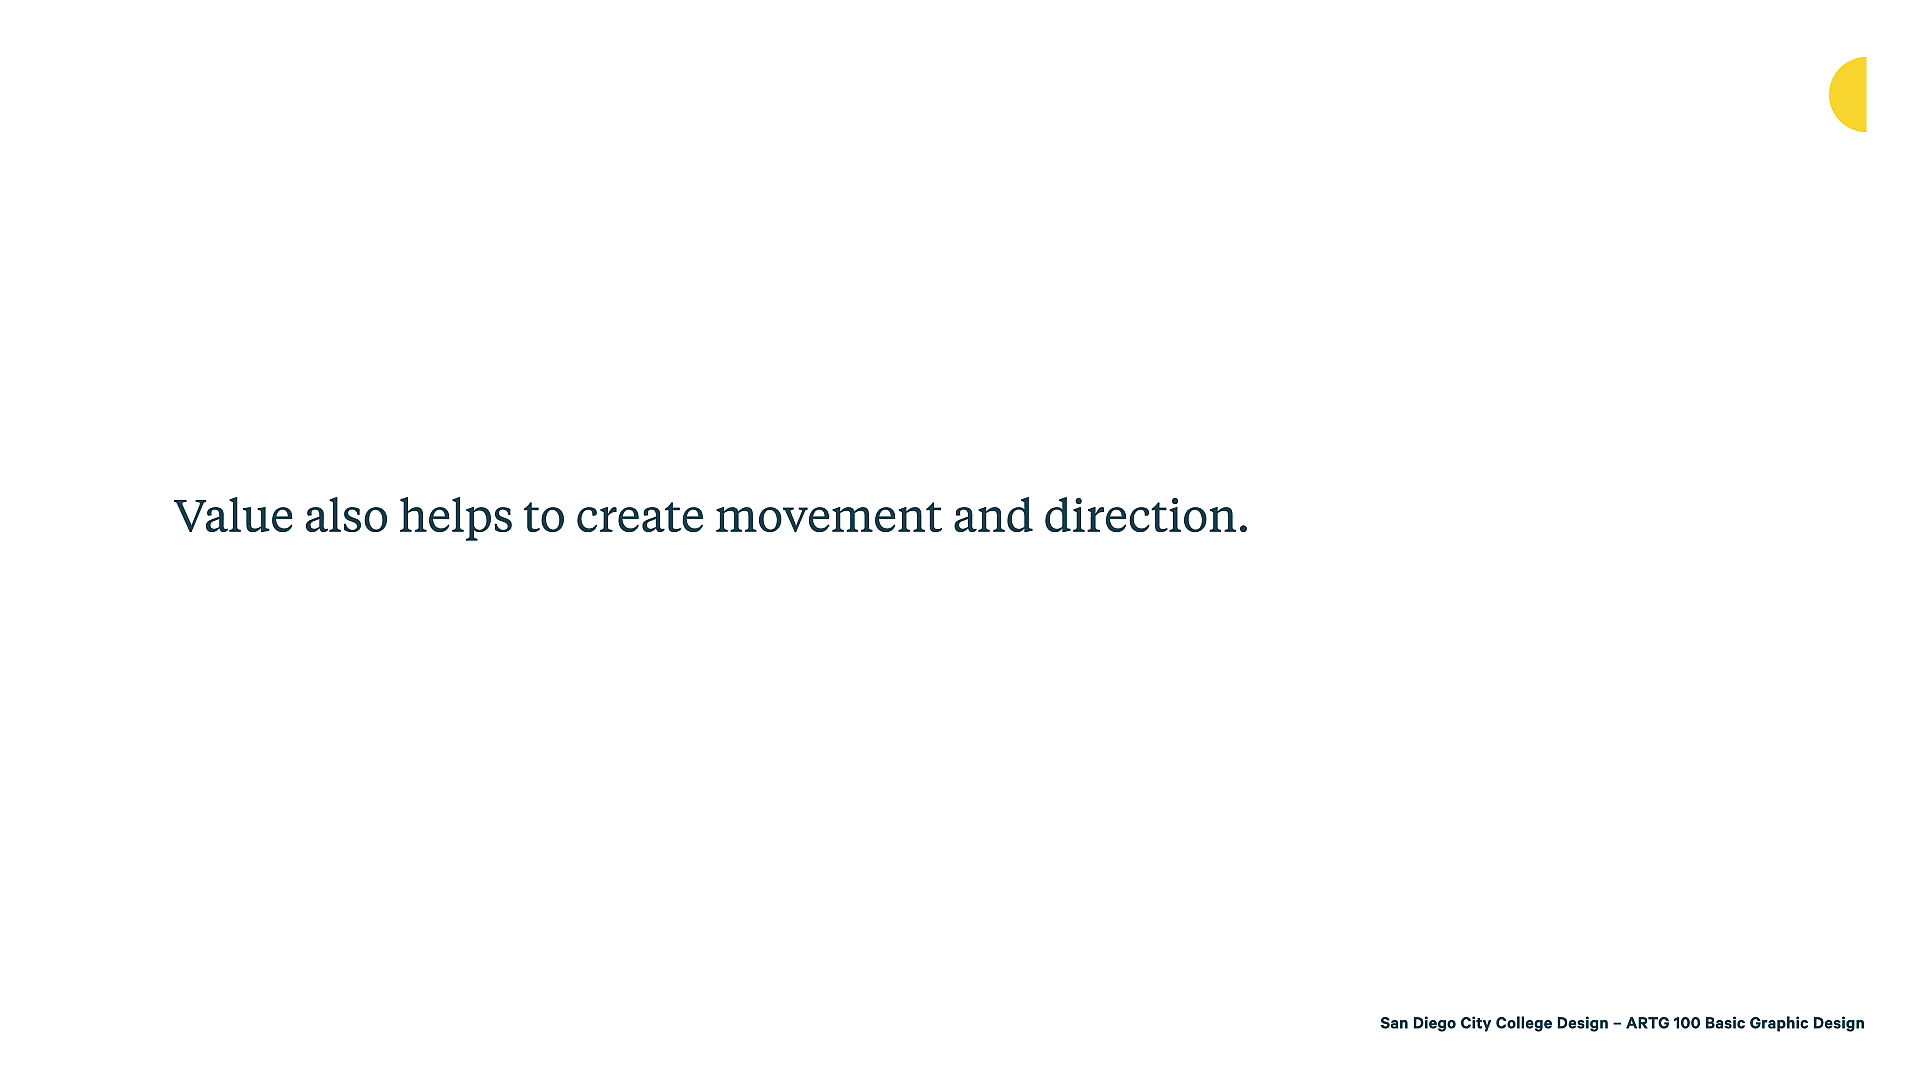 Value also helps to create movement and direction.
San Diego City College Design – ARTG 100 Basic Graphic Design